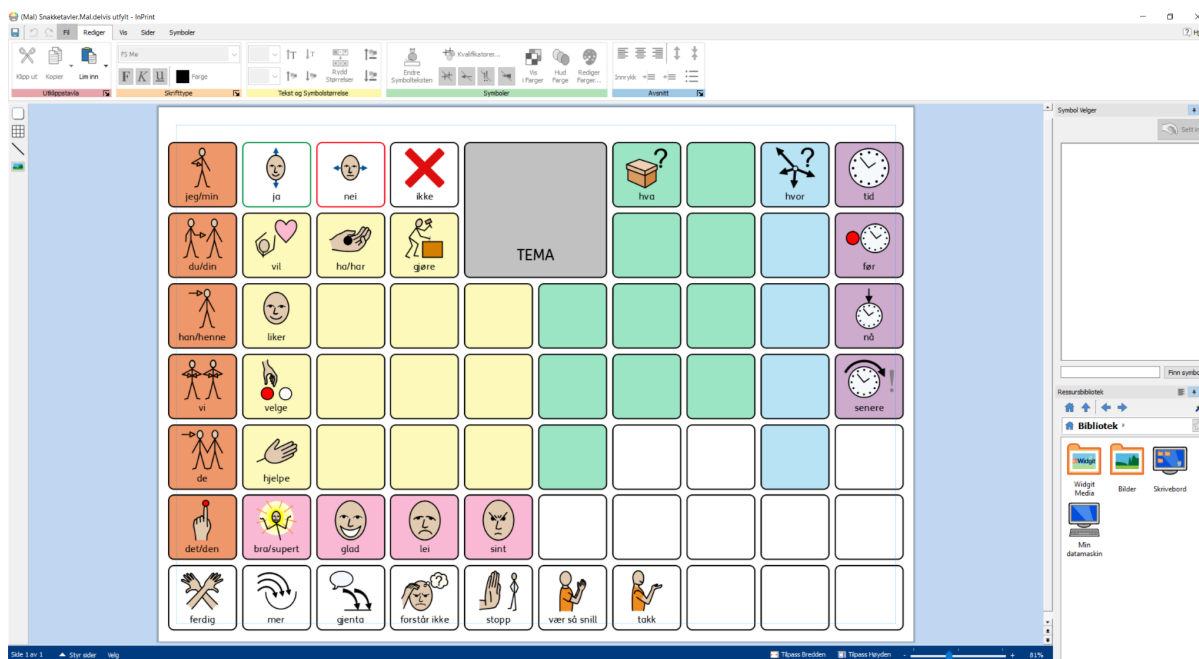 (Mal) Snakketavler.Mal.delvis utfylt - InPrint
Fil Rediger Vis Sider Symboler
FS Me
Kvalifikatorer...
Klipp ut Kopier Lim inn
F K U Farge
Rydd Størrelser
Endre Symbolteksten
Vis i Farger
Hud Farge
Rediger Farger...
Innrykk
Utklippstavla Skrifttype Tekst og Symbolstørrelse Symboler Avsnitt
Symbol Velger
Sett in
jeg/min ja nei ikke hva hvor tid
TEMA
du/din vil ha/har gjøre før
han/henne liker nå
vi velge senere
de hjelpe
det/den bra/supert glad lei sint
ferdig mer gjenta forstår ikke stopp vær så snill takk
Finn symbo
Ressursbibliotek
Bibliotek
Widgit
Widgit Media
Bilder
Skrivebord
Min datamaskin
Side 1 av 1 Styr sider Velg Tilpass Bredden Tilpass Høyden - + 81%